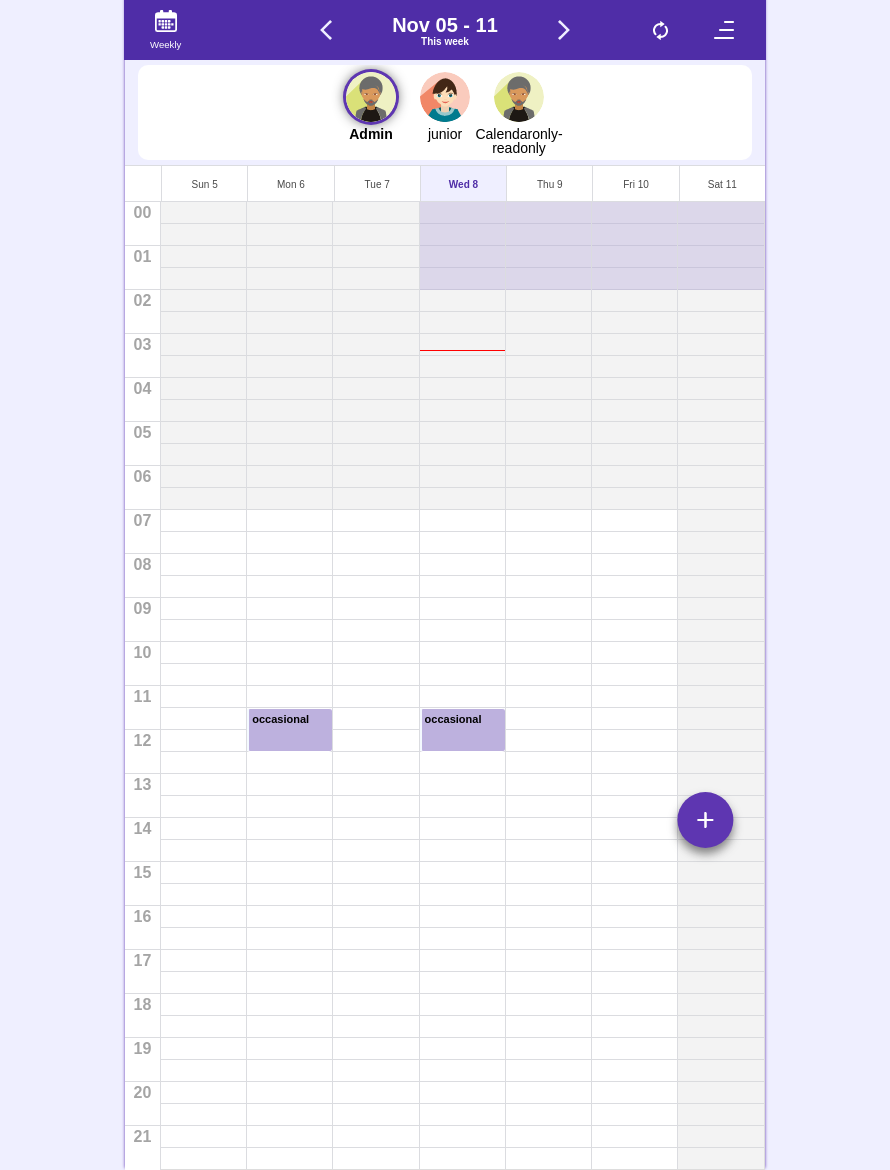 Weekly
Nov 05 - 11
This week
Admin
junior
Calendaronly-
readonly
Sun 5
Mon 6
Tue 7
Wed 8
Thu 9
Fri 10
Sat 11
00
01
02
03
04
05
06
07
08
09
10
11
occasional
occasional
12
13
14
15
16
17
18
19
20
21